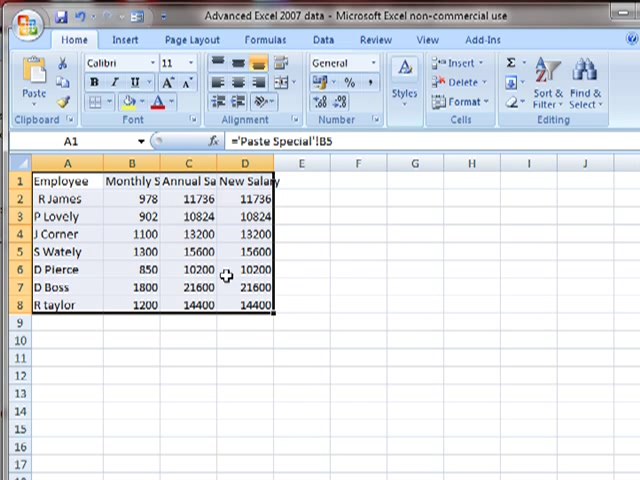 Advanced Excel 2007 data - Microsoft Excel non-commercial use
Home Insert Page Layout Formulas Data Review View Add-Ins
Calibri 11 General Σ Insert
Paste B I U A A $ % , Styles Delete Sort & Find &
Format Filter Select
Clipboard Font Alignment Number Cells Editing
A1 fx ='Paste Special'!B5
A B C D E F G H I J
1 Employee Monthly S Annual Sa New Salary
2 R James 978 11736 11736
3 P Lovely 902 10824 10824
4 J Corner 1100 13200 13200
5 S Wately 1300 15600 15600
6 D Pierce 850 10200 10200
7 D Boss 1800 21600 21600
8 R taylor 1200 14400 14400
9
10
11
12
13
14
15
16
17